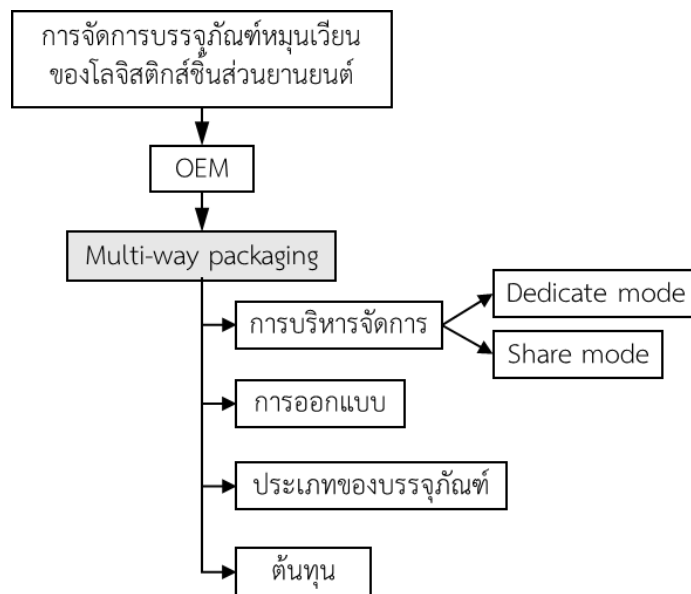 การจัดการบรรจุภัณฑ์หมุนเวียน
ของโลจิสติกส์ชิ้นส่วนยานยนต์
OEM
Multi-way packaging
การบริหารจัดการ
Dedicate mode
Share mode
การออกแบบ
ประเภทของบรรจุภัณฑ์
ต้นทุน